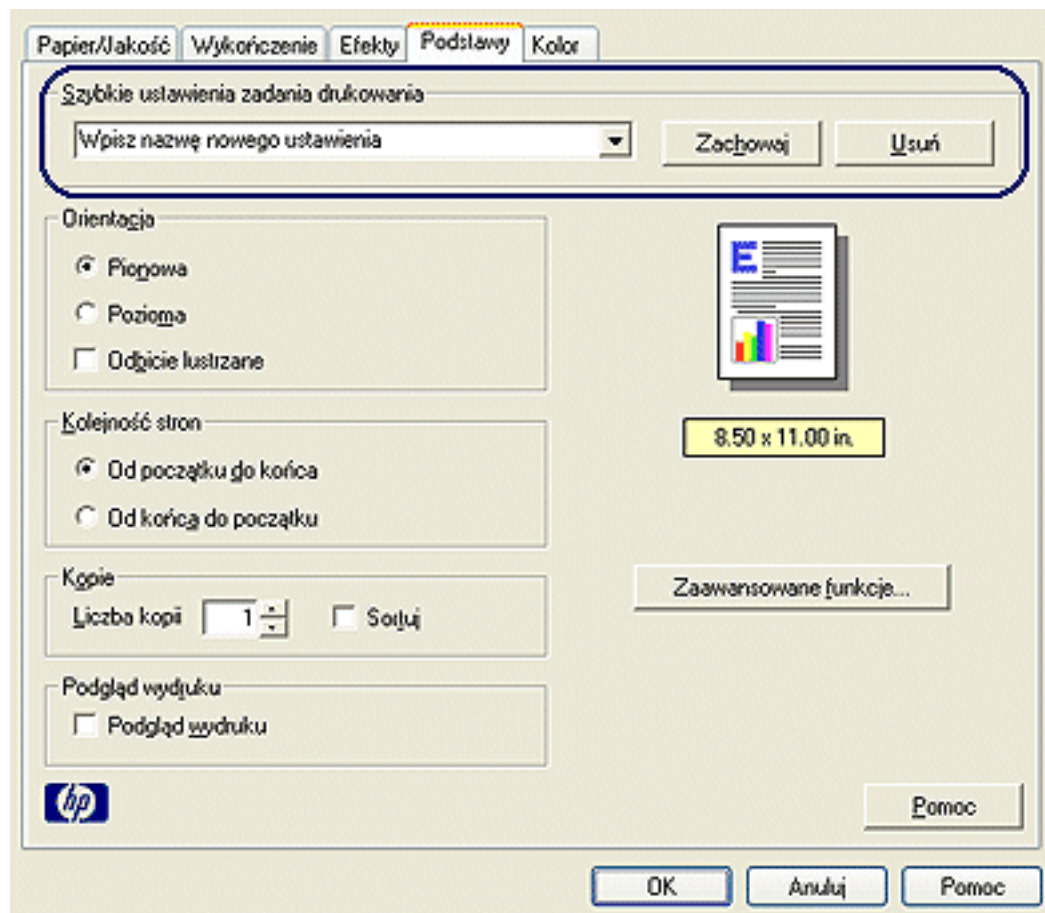 Papier/Jakość Wykończenie Efekty Podstawy Kolor
Szybkie ustawienia zadania drukowania
Wpisz nazwę nowego ustawienia Zachowaj Usuń
Orientacja
Pionowa
Pozioma
Odbicie lustrzane
E
Kolejność stron
8.50 x 11.00 in.
Od początku do końca
Od końca do początku
Kopie
Liczba kopii 1 Sortuj
Zaawansowane funkcje...
Podgląd wydruku
Podgląd wydruku
hp
Pomoc
OK Anuluj Pomoc